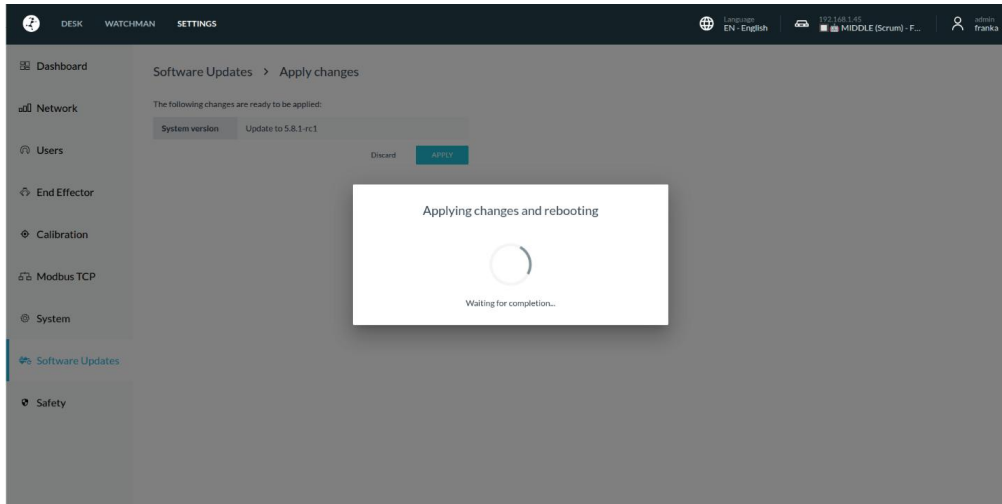 DESK WATCHMAN SETTINGS
Language
EN - English
192.168.1.45
MIDDLE (Scrum) - F...
admin
franka
Dashboard
Network
Users
End Effector
Calibration
Modbus TCP
System
Software Updates
Safety
Software Updates > Apply changes
The following changes are ready to be applied:
System version Update to 5.8.1-rc1
Discard APPLY
Applying changes and rebooting
Waiting for completion...